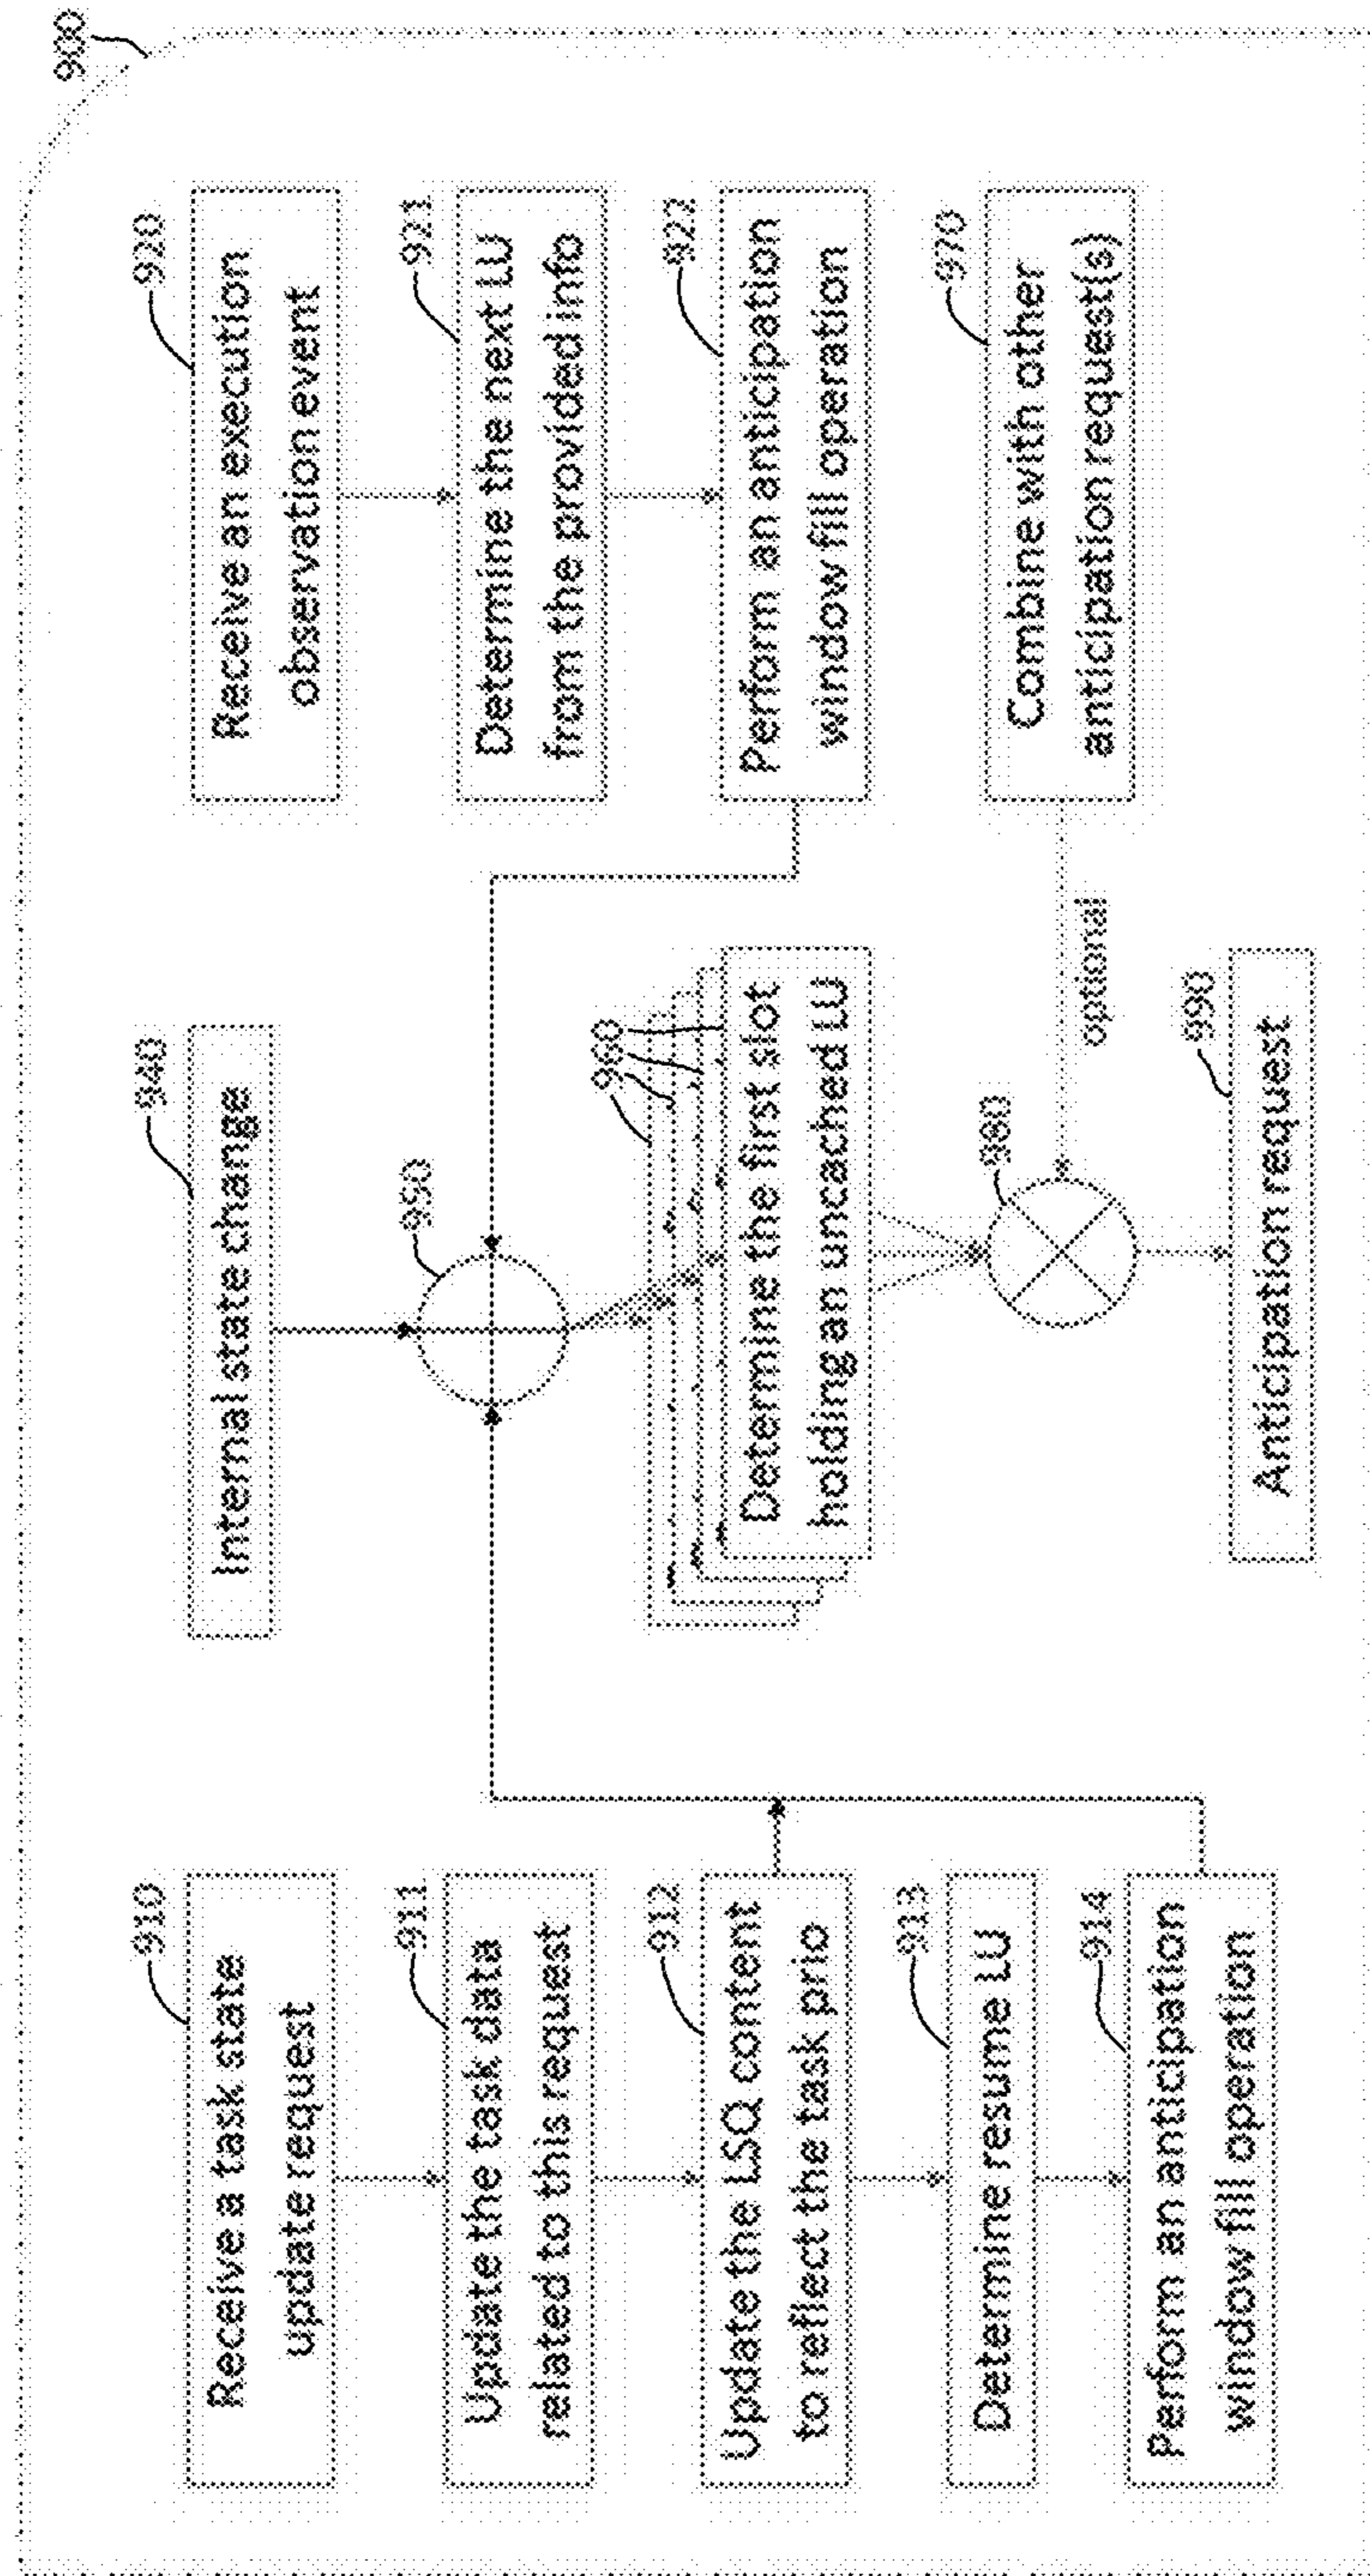 900
910
Receive a task state
update request
911
Update the task data
related to this request
912
Update the LSQ content
to reflect the task prio
913
Determine resume LU
914
Perform an anticipation
window fill operation
940
Internal state change
950
960
Determine the first slot
holding an uncached LU
980
990
Anticipation request
920
Receive an execution
observation event
921
Determine the next LU
from the provided info
922
Perform an anticipation
window fill operation
970
Combine with other
anticipation request(s)
optional